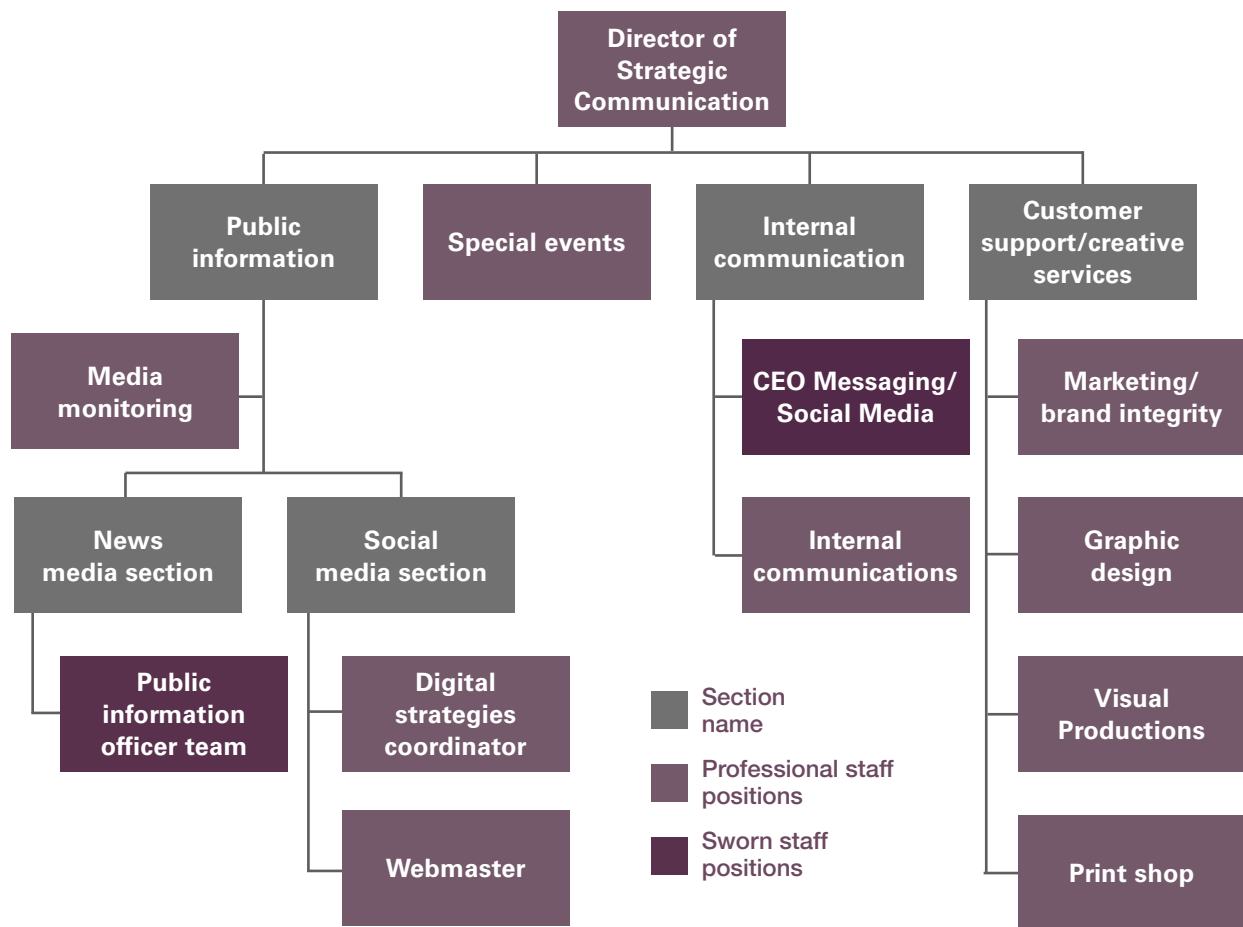 Director of
Strategic
Communication
Public
information
Special events
Internal
communication
Customer
support/creative
services
Media
monitoring
CEO Messaging/
Social Media
Marketing/
brand integrity
News
media section
Social
media section
Internal
communications
Graphic
design
Public
information
officer team
Digital
strategies
coordinator
Section
name
Professional staff
positions
Sworn staff
positions
Visual
Productions
Webmaster
Print shop